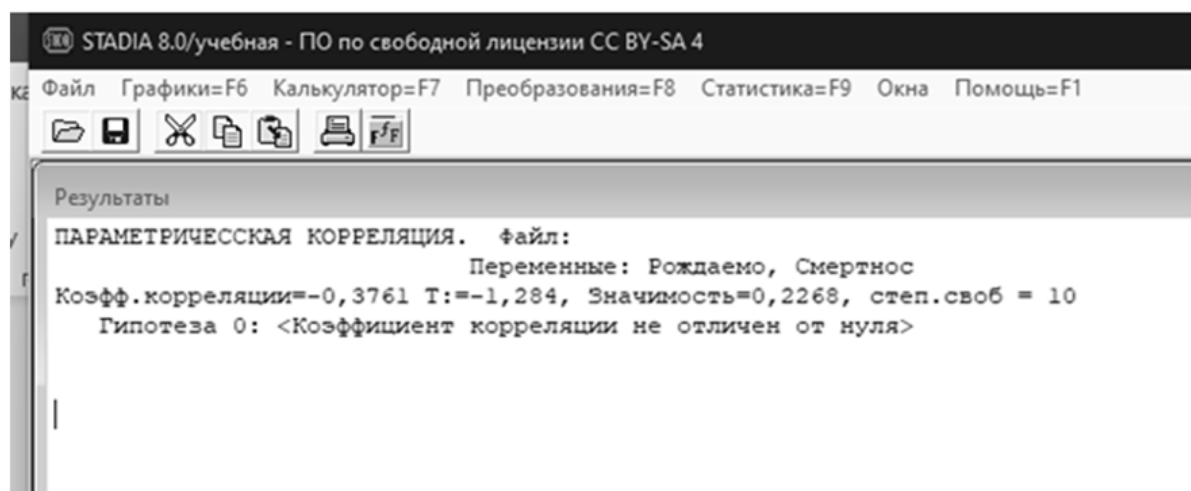 STADIA 8.0/учебная - ПО по свободной лицензии CC BY-SA 4
Файл Графики=F6 Калькулятор=F7 Преобразования=F8 Статистика=F9 Окна Помощь=F1
Результаты
ПАРАМЕТРИЧЕССКАЯ КОРРЕЛЯЦИЯ. Файл:
Переменные: Рождаемо, Смертнос
Коэфф.корреляции=-0,3761 T:=-1,284, Значимость=0,2268, степ.своб = 10
Гипотеза 0: <Коэффициент корреляции не отличен от нуля>